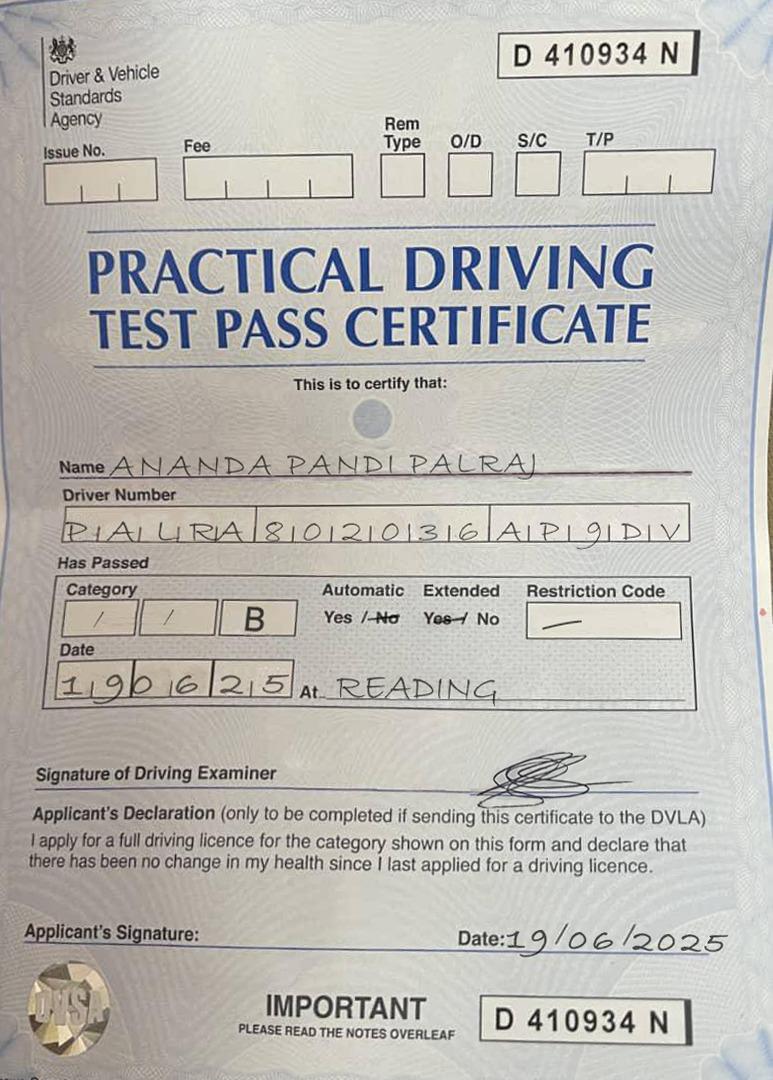 D 410934 N
Driver & Vehicle
Standards
Agency
Issue No.
Fee
Rem
Type
O/D
S/C
T/P
PRACTICAL DRIVING
TEST PASS CERTIFICATE
This is to certify that:
Name ANANDA PANDI PALRAJ
Driver Number
PALRA 801210316 AP9DV
Has Passed
Category Automatic Extended Restriction Code
/ / B Yes / No Yes / No —
Date
190625 At READING
Signature of Driving Examiner
Applicant's Declaration (only to be completed if sending this certificate to the DVLA)
I apply for a full driving licence for the category shown on this form and declare that
there has been no change in my health since I last applied for a driving licence.
Applicant's Signature: Date:19/06/2025
DVSA
IMPORTANT
PLEASE READ THE NOTES OVERLEAF
D 410934 N